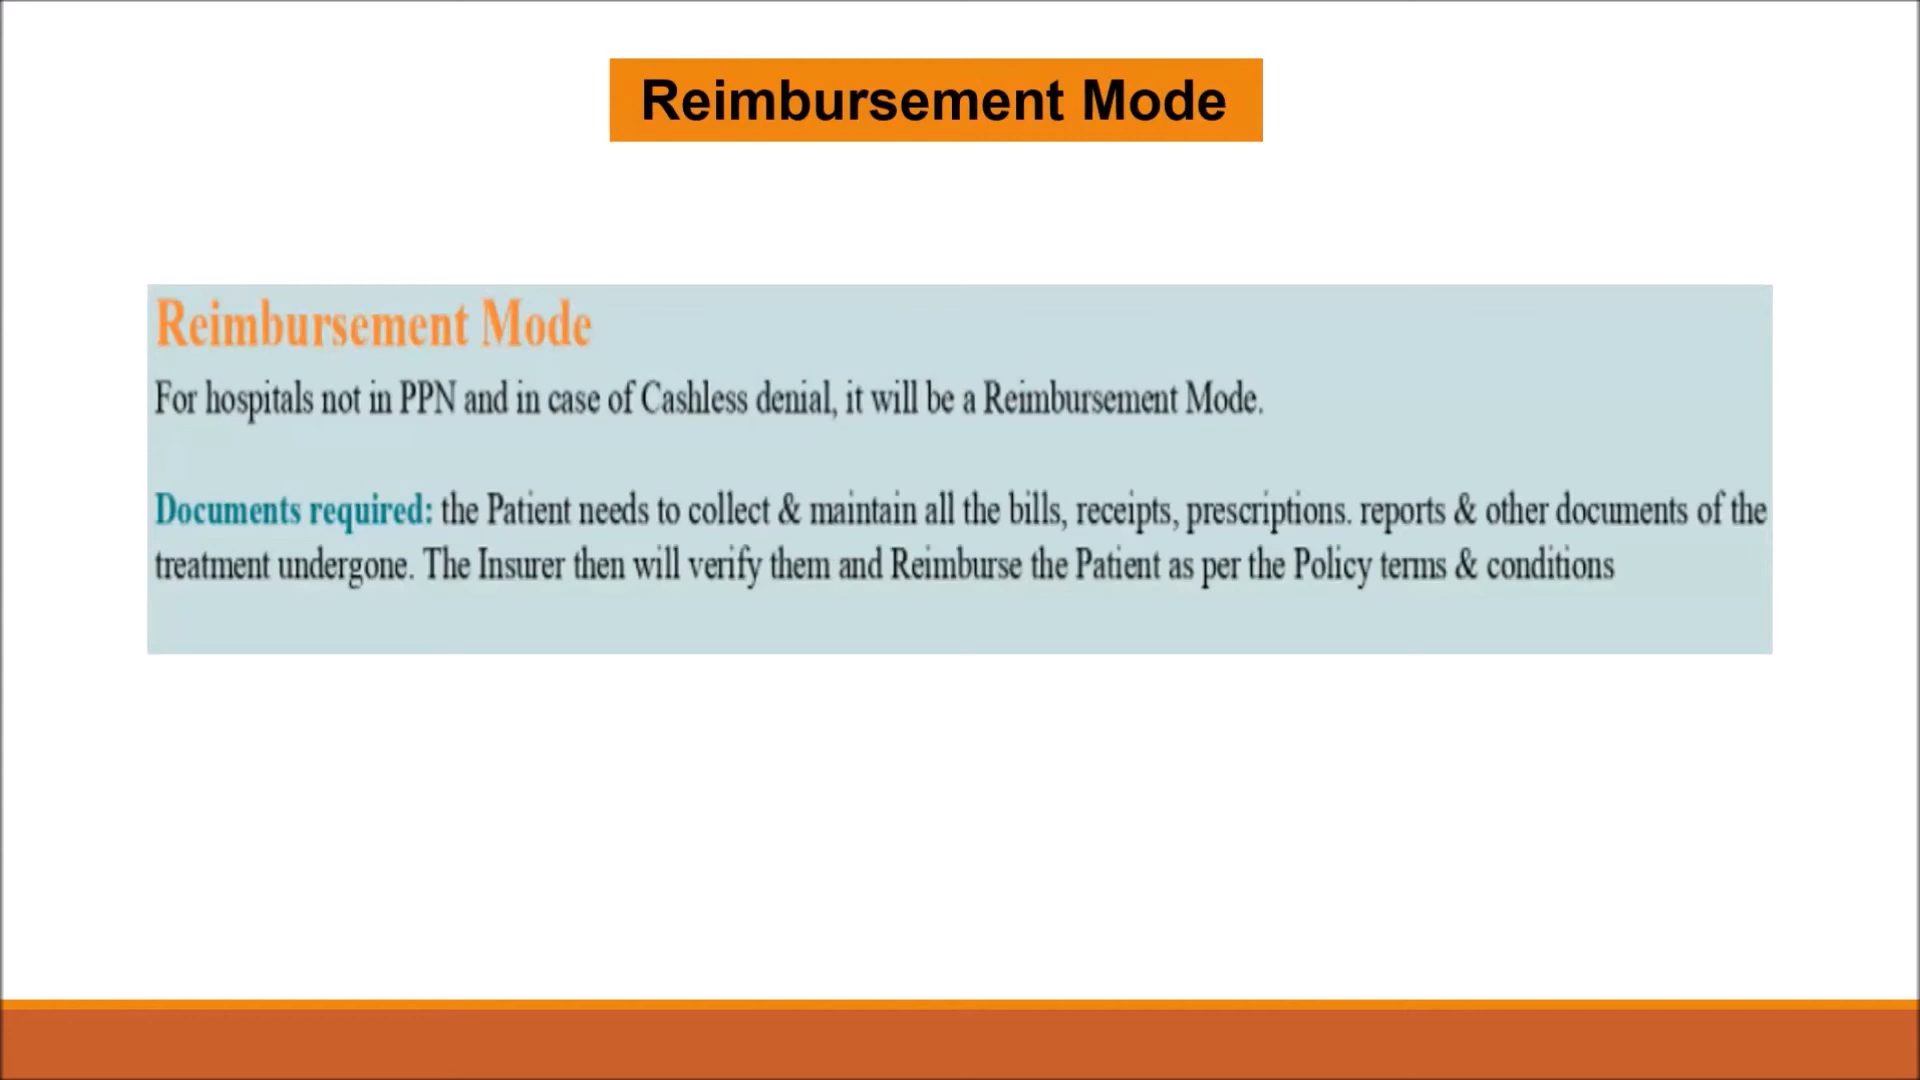 Reimbursement Mode
Reimbursement Mode
For hospitals not in PPN and in case of Cashless denial, it will be a Reimbursement Mode.
Documents required: the Patient needs to collect & maintain all the bills, receipts, prescriptions. reports & other documents of the
treatment undergone. The Insurer then will verify them and Reimburse the Patient as per the Policy terms & conditions